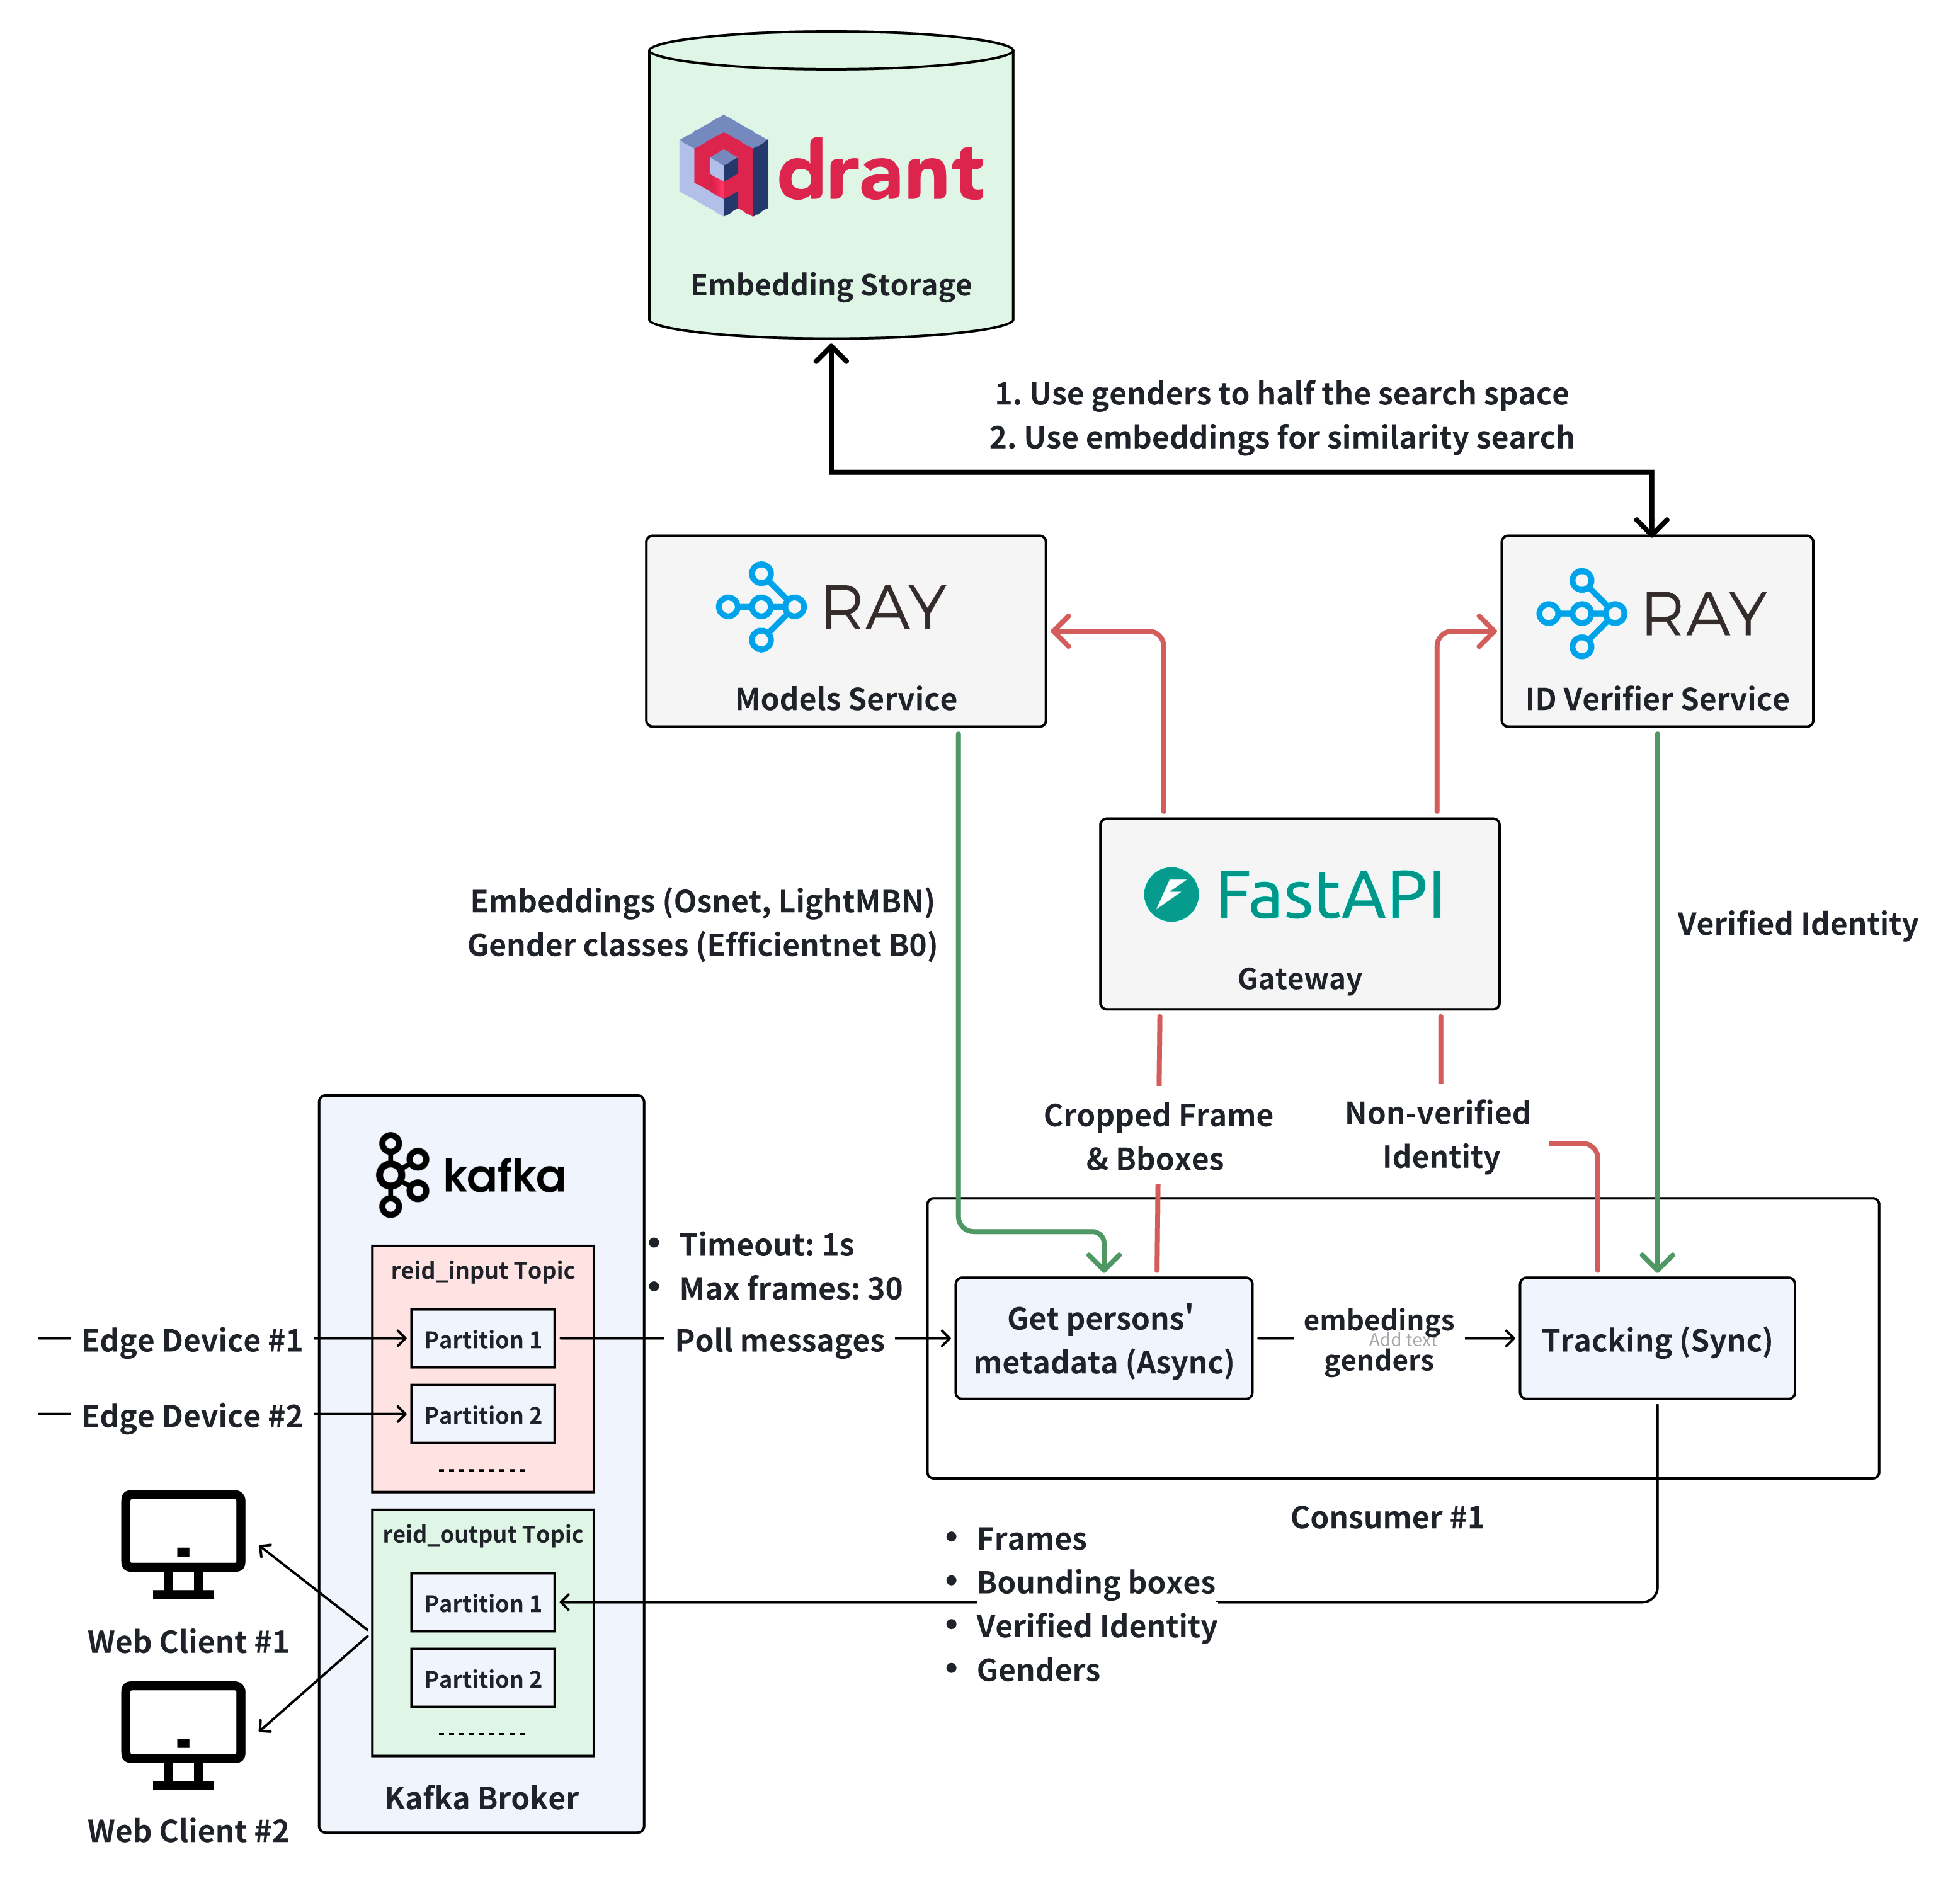 qdrant
Embedding Storage
1. Use genders to half the search space
2. Use embeddings for similarity search
RAY
Models Service
RAY
ID Verifier Service
FastAPI
Gateway
Embeddings (Osnet, LightMBN)
Gender classes (Efficientnet B0)
Verified Identity
Cropped Frame
& Bboxes
Non-verified
Identity
kafka
reid_input Topic
Partition 1
Partition 2
---------
• Timeout: 1s
• Max frames: 30
Edge Device #1
Edge Device #2
Poll messages
Get persons'
metadata (Async)
embedings
Add text
genders
Tracking (Sync)
Consumer #1
reid_output Topic
Partition 1
Partition 2
---------
• Frames
• Bounding boxes
• Verified Identity
• Genders
Web Client #1
Web Client #2
Kafka Broker